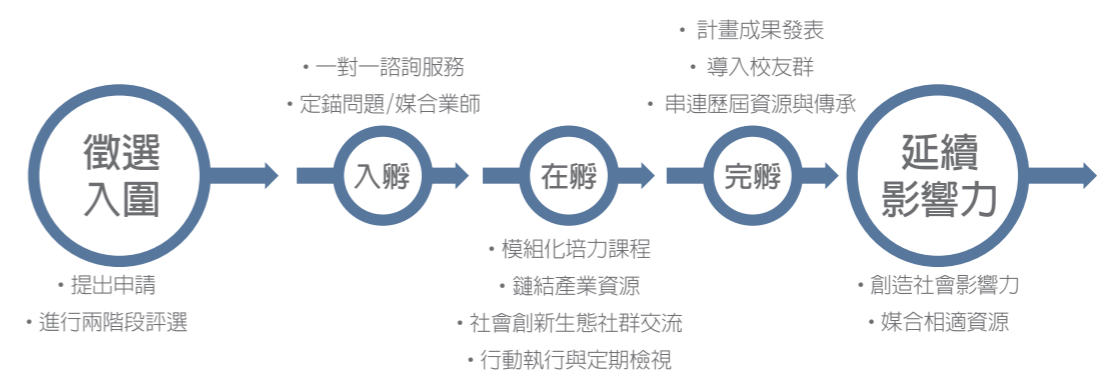 徵選
入圍
•提出申請
•進行兩階段評選
•一對一諮詢服務
•定錨問題/媒合業師
入孵
在孵
•模組化培力課程
•鏈結產業資源
•社會創新生態社群交流
•行動執行與定期檢視
• 計畫成果發表
• 導入校友群
• 串連歷屆資源與傳承
完孵
延續
影響力
•創造社會影響力
•媒合相適資源